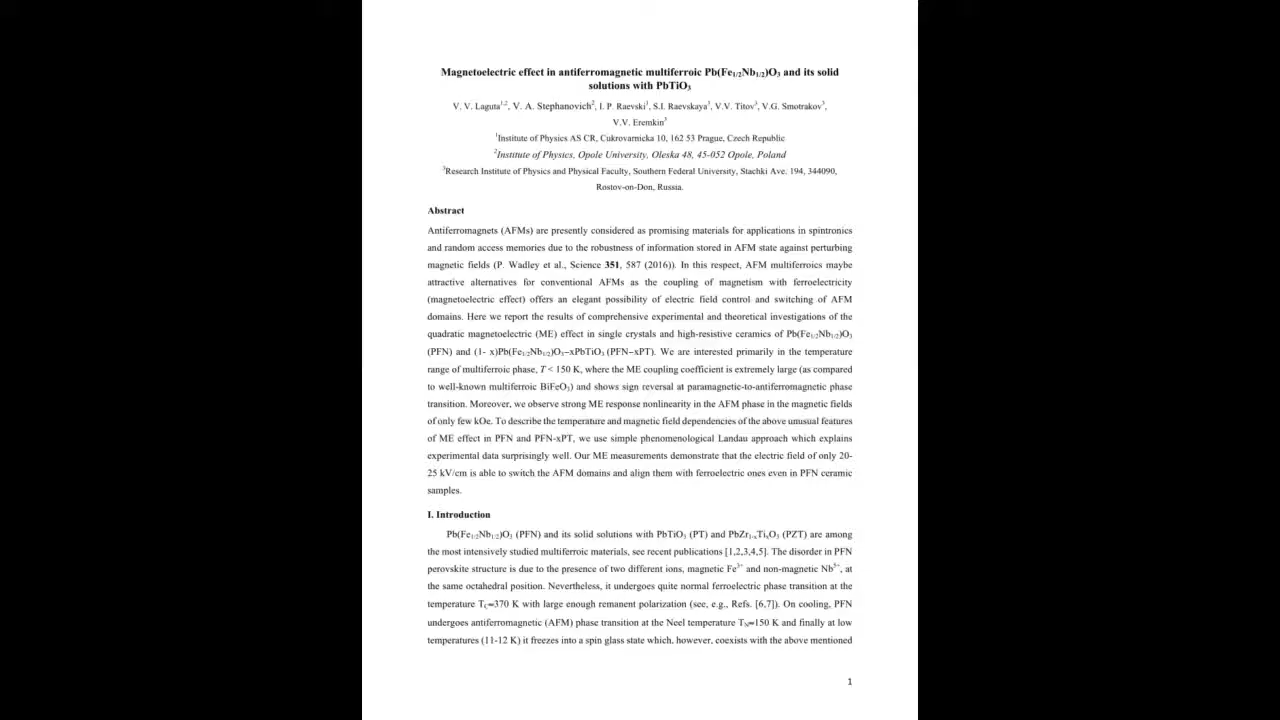 Magnetoelectric effect in antiferromagnetic multiferroic Pb(Fe1/2Nb1/2)O3 and its solid
solutions with PbTiO3
V. V. Laguta1,2, V. A. Stephanovich2, I. P. Raevski3, S.I. Raevskaya3, V.V. Titov3, V.G. Smotrakov3,
V.V. Eremkin3
1Institute of Physics AS CR, Cukrovarnicka 10, 162 53 Prague, Czech Republic
2Institute of Physics, Opole University, Oleska 48, 45-052 Opole, Poland
3Research Institute of Physics and Physical Faculty, Southern Federal University, Stachki Ave. 194, 344090,
Rostov-on-Don, Russia.
Abstract
Antiferromagnets (AFMs) are presently considered as promising materials for applications in spintronics
and random access memories due to the robustness of information stored in AFM state against perturbing
magnetic fields (P. Wadley et al., Science 351, 587 (2016)). In this respect, AFM multiferroics maybe
attractive alternatives for conventional AFMs as the coupling of magnetism with ferroelectricity
(magnetoelectric effect) offers an elegant possibility of electric field control and switching of AFM
domains. Here we report the results of comprehensive experimental and theoretical investigations of the
quadratic magnetoelectric (ME) effect in single crystals and high-resistive ceramics of Pb(Fe1/2Nb1/2)O3
(PFN) and (1- x)Pb(Fe1/2Nb1/2)O3−xPbTiO3 (PFN−xPT). We are interested primarily in the temperature
range of multiferroic phase, T < 150 K, where the ME coupling coefficient is extremely large (as compared
to well-known multiferroic BiFeO3) and shows sign reversal at paramagnetic-to-antiferromagnetic phase
transition. Moreover, we observe strong ME response nonlinearity in the AFM phase in the magnetic fields
of only few kOe. To describe the temperature and magnetic field dependencies of the above unusual features
of ME effect in PFN and PFN-xPT, we use simple phenomenological Landau approach which explains
experimental data surprisingly well. Our ME measurements demonstrate that the electric field of only 20-
25 kV/cm is able to switch the AFM domains and align them with ferroelectric ones even in PFN ceramic
samples.
I. Introduction
Pb(Fe1/2Nb1/2)O3 (PFN) and its solid solutions with PbTiO3 (PT) and PbZr1-xTixO3 (PZT) are among
the most intensively studied multiferroic materials, see recent publications [1,2,3,4,5]. The disorder in PFN
perovskite structure is due to the presence of two different ions, magnetic Fe3+ and non-magnetic Nb5+, at
the same octahedral position. Nevertheless, it undergoes quite normal ferroelectric phase transition at the
temperature TC≈370 K with large enough remanent polarization (see, e.g., Refs. [6,7]). On cooling, PFN
undergoes antiferromagnetic (AFM) phase transition at the Neel temperature TN≈150 K and finally at low
temperatures (11-12 K) it freezes into a spin glass state which, however, coexists with the above mentioned
1